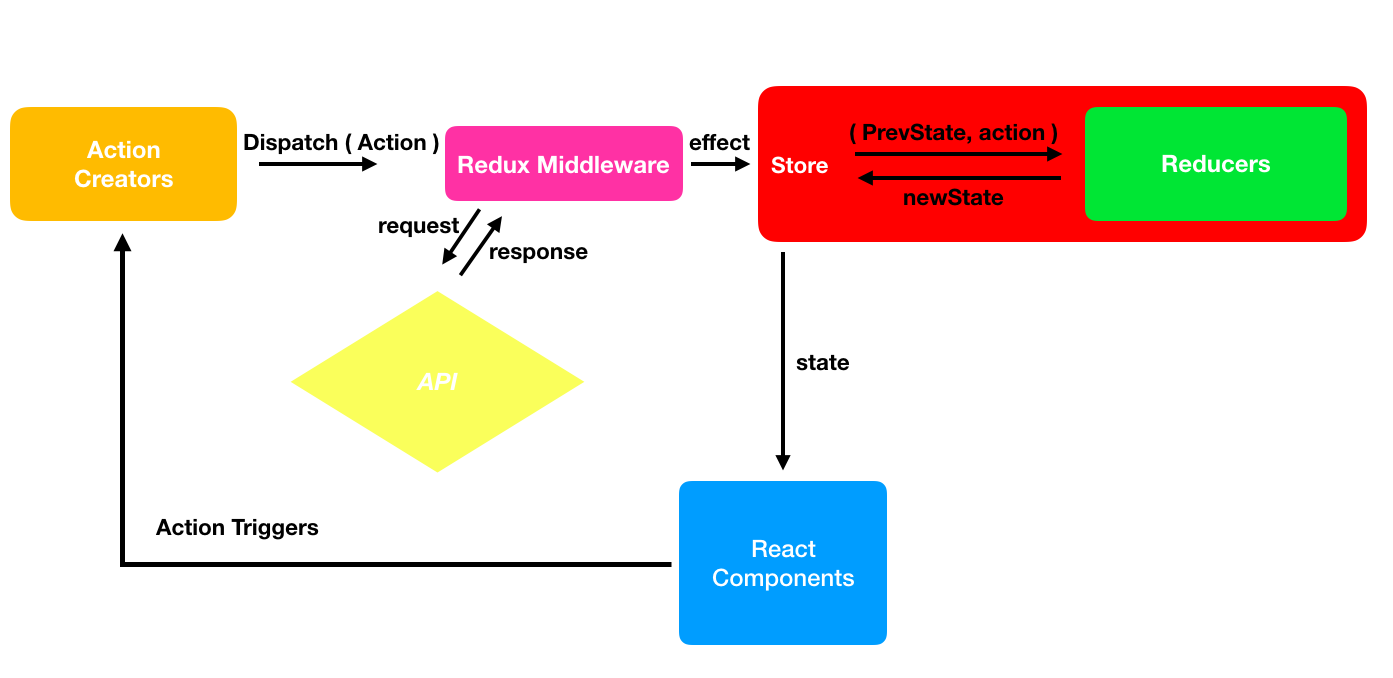 Action
Creators
Dispatch ( Action )
Redux Middleware
effect
Store
( PrevState, action )
newState
Reducers
request
response
API
state
Action Triggers
React
Components